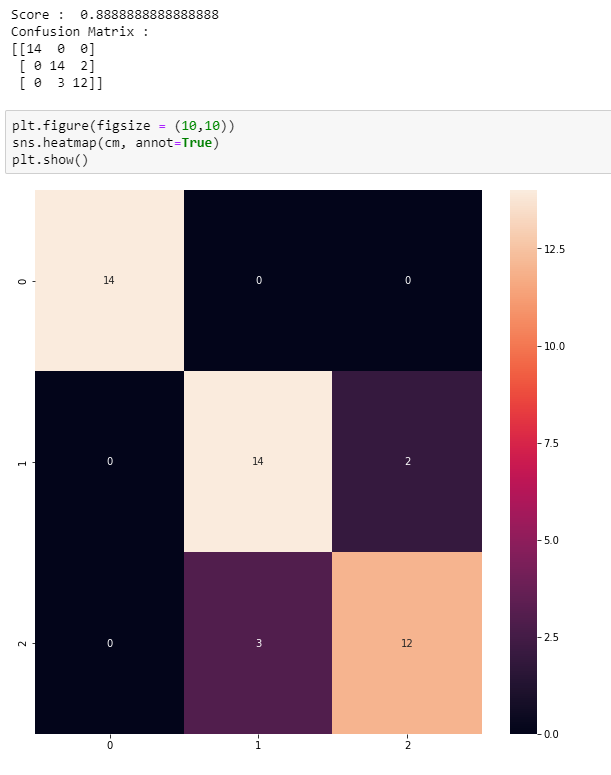 Score :  0.8888888888888888
Confusion Matrix :
[[14  0  0]
 [ 0 14  2]
 [ 0  3 12]]
plt.figure(figsize = (10,10))
sns.heatmap(cm, annot=True)
plt.show()
0
14
0
0
1
0
14
2
2
0
3
12
0
1
2
12.5
10.0
7.5
5.0
2.5
0.0